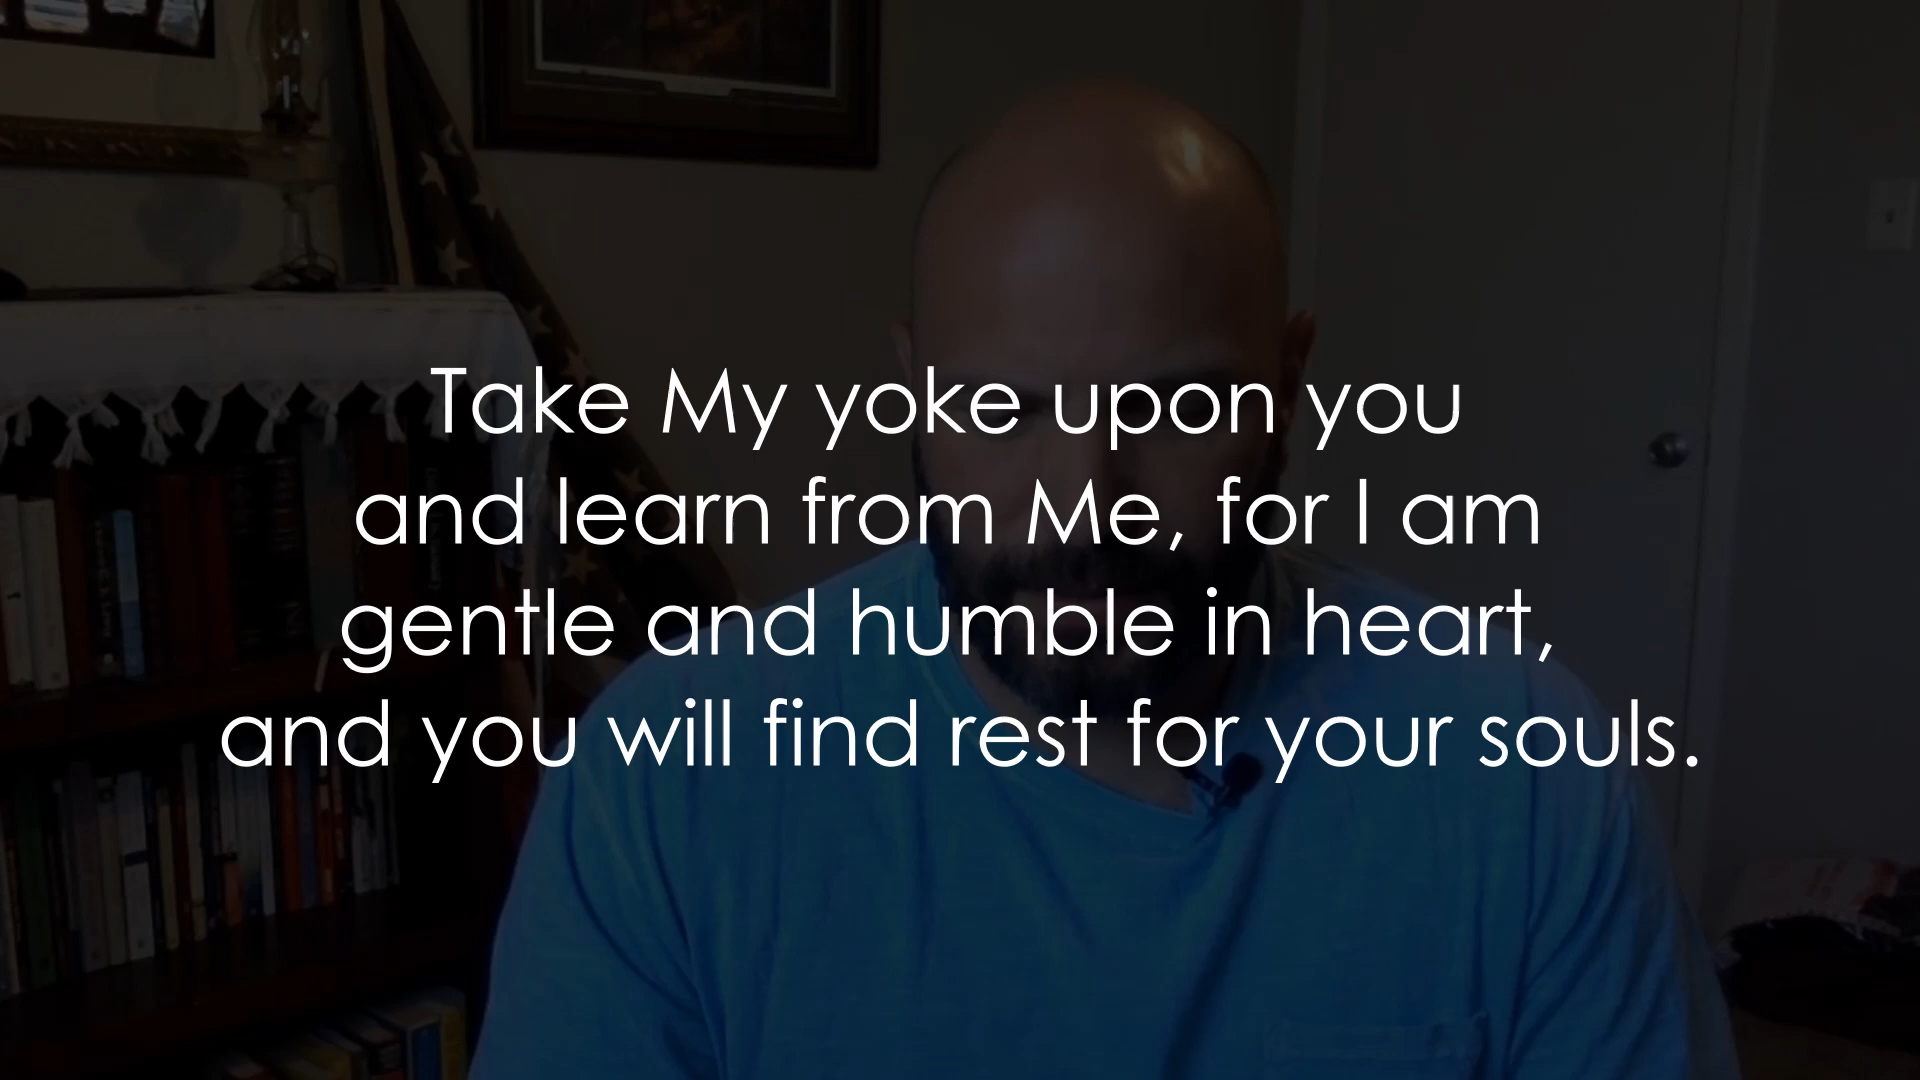 Take My yoke upon you
and learn from Me, for I am
gentle and humble in heart,
and you will find rest for your souls.